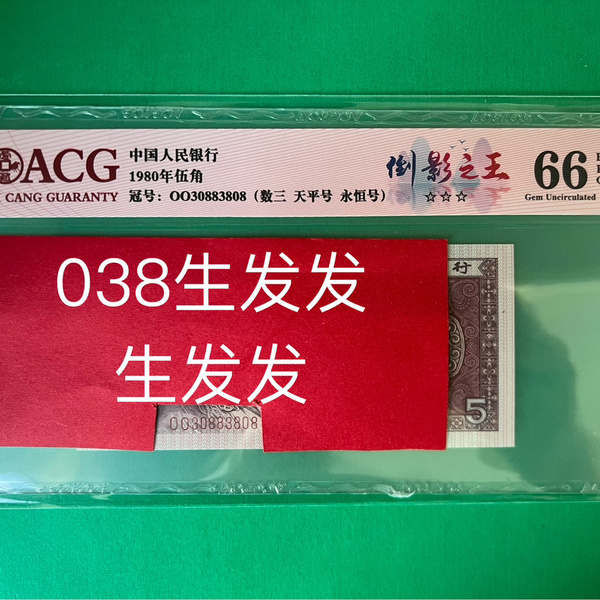 ACG
CANG GUARANTY
中国人民银行
1980年伍角
冠号：OO30883808（数三 天平号 永恒号）
倒影之王
☆☆☆
66
Gem Uncirculated
038生发发
生发发
行
5
OO30883808